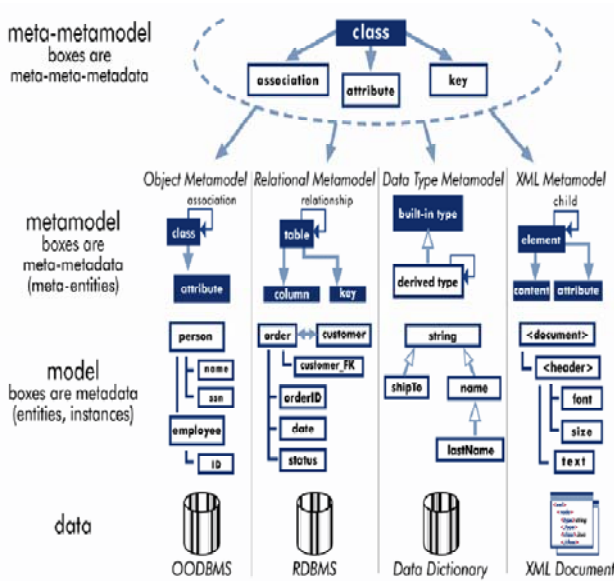 meta-metamodel
boxes are
meta-meta-metadata
class
association
attribute
key
Object Metamodel
Relational Metamodel
Data Type Metamodel
XML Metamodel
metamodel
boxes are
meta-metadata
(meta-entities)
association
class
attribute
relationship
table
column
key
built-in type
derived type
child
element
content
attribute
model
boxes are metadata
(entities, instances)
person
name
ssn
employee
ID
order
customer
customer_FK
orderID
date
status
string
shipTo
name
lastName
<document>
<header>
font
size
text
data
OODBMS
RDBMS
Data Dictionary
XML Document